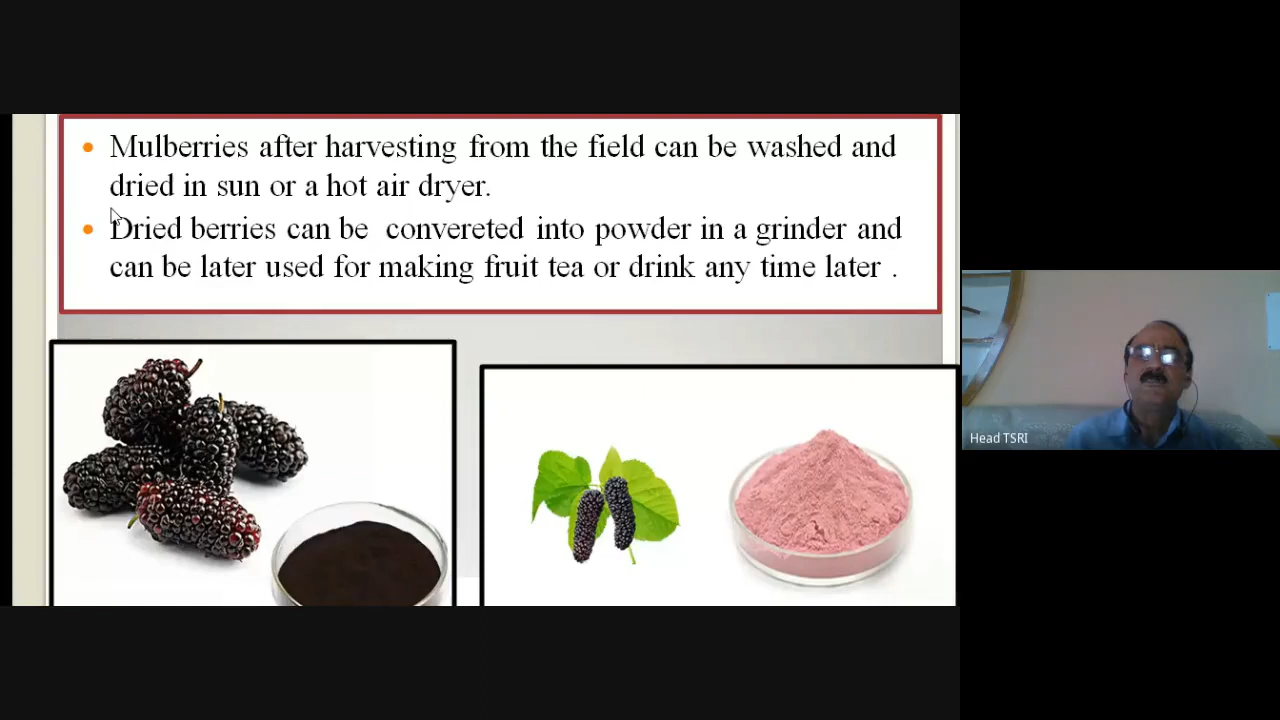 Mulberries after harvesting from the field can be washed and
dried in sun or a hot air dryer.
Dried berries can be convereted into powder in a grinder and
can be later used for making fruit tea or drink any time later .
Head TSRI